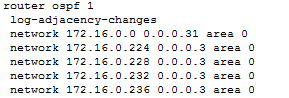 router ospf 1
log-adjacency-changes
network 172.16.0.0 0.0.0.31 area 0
network 172.16.0.224 0.0.0.3 area 0
network 172.16.0.228 0.0.0.3 area 0
network 172.16.0.232 0.0.0.3 area 0
network 172.16.0.236 0.0.0.3 area 0